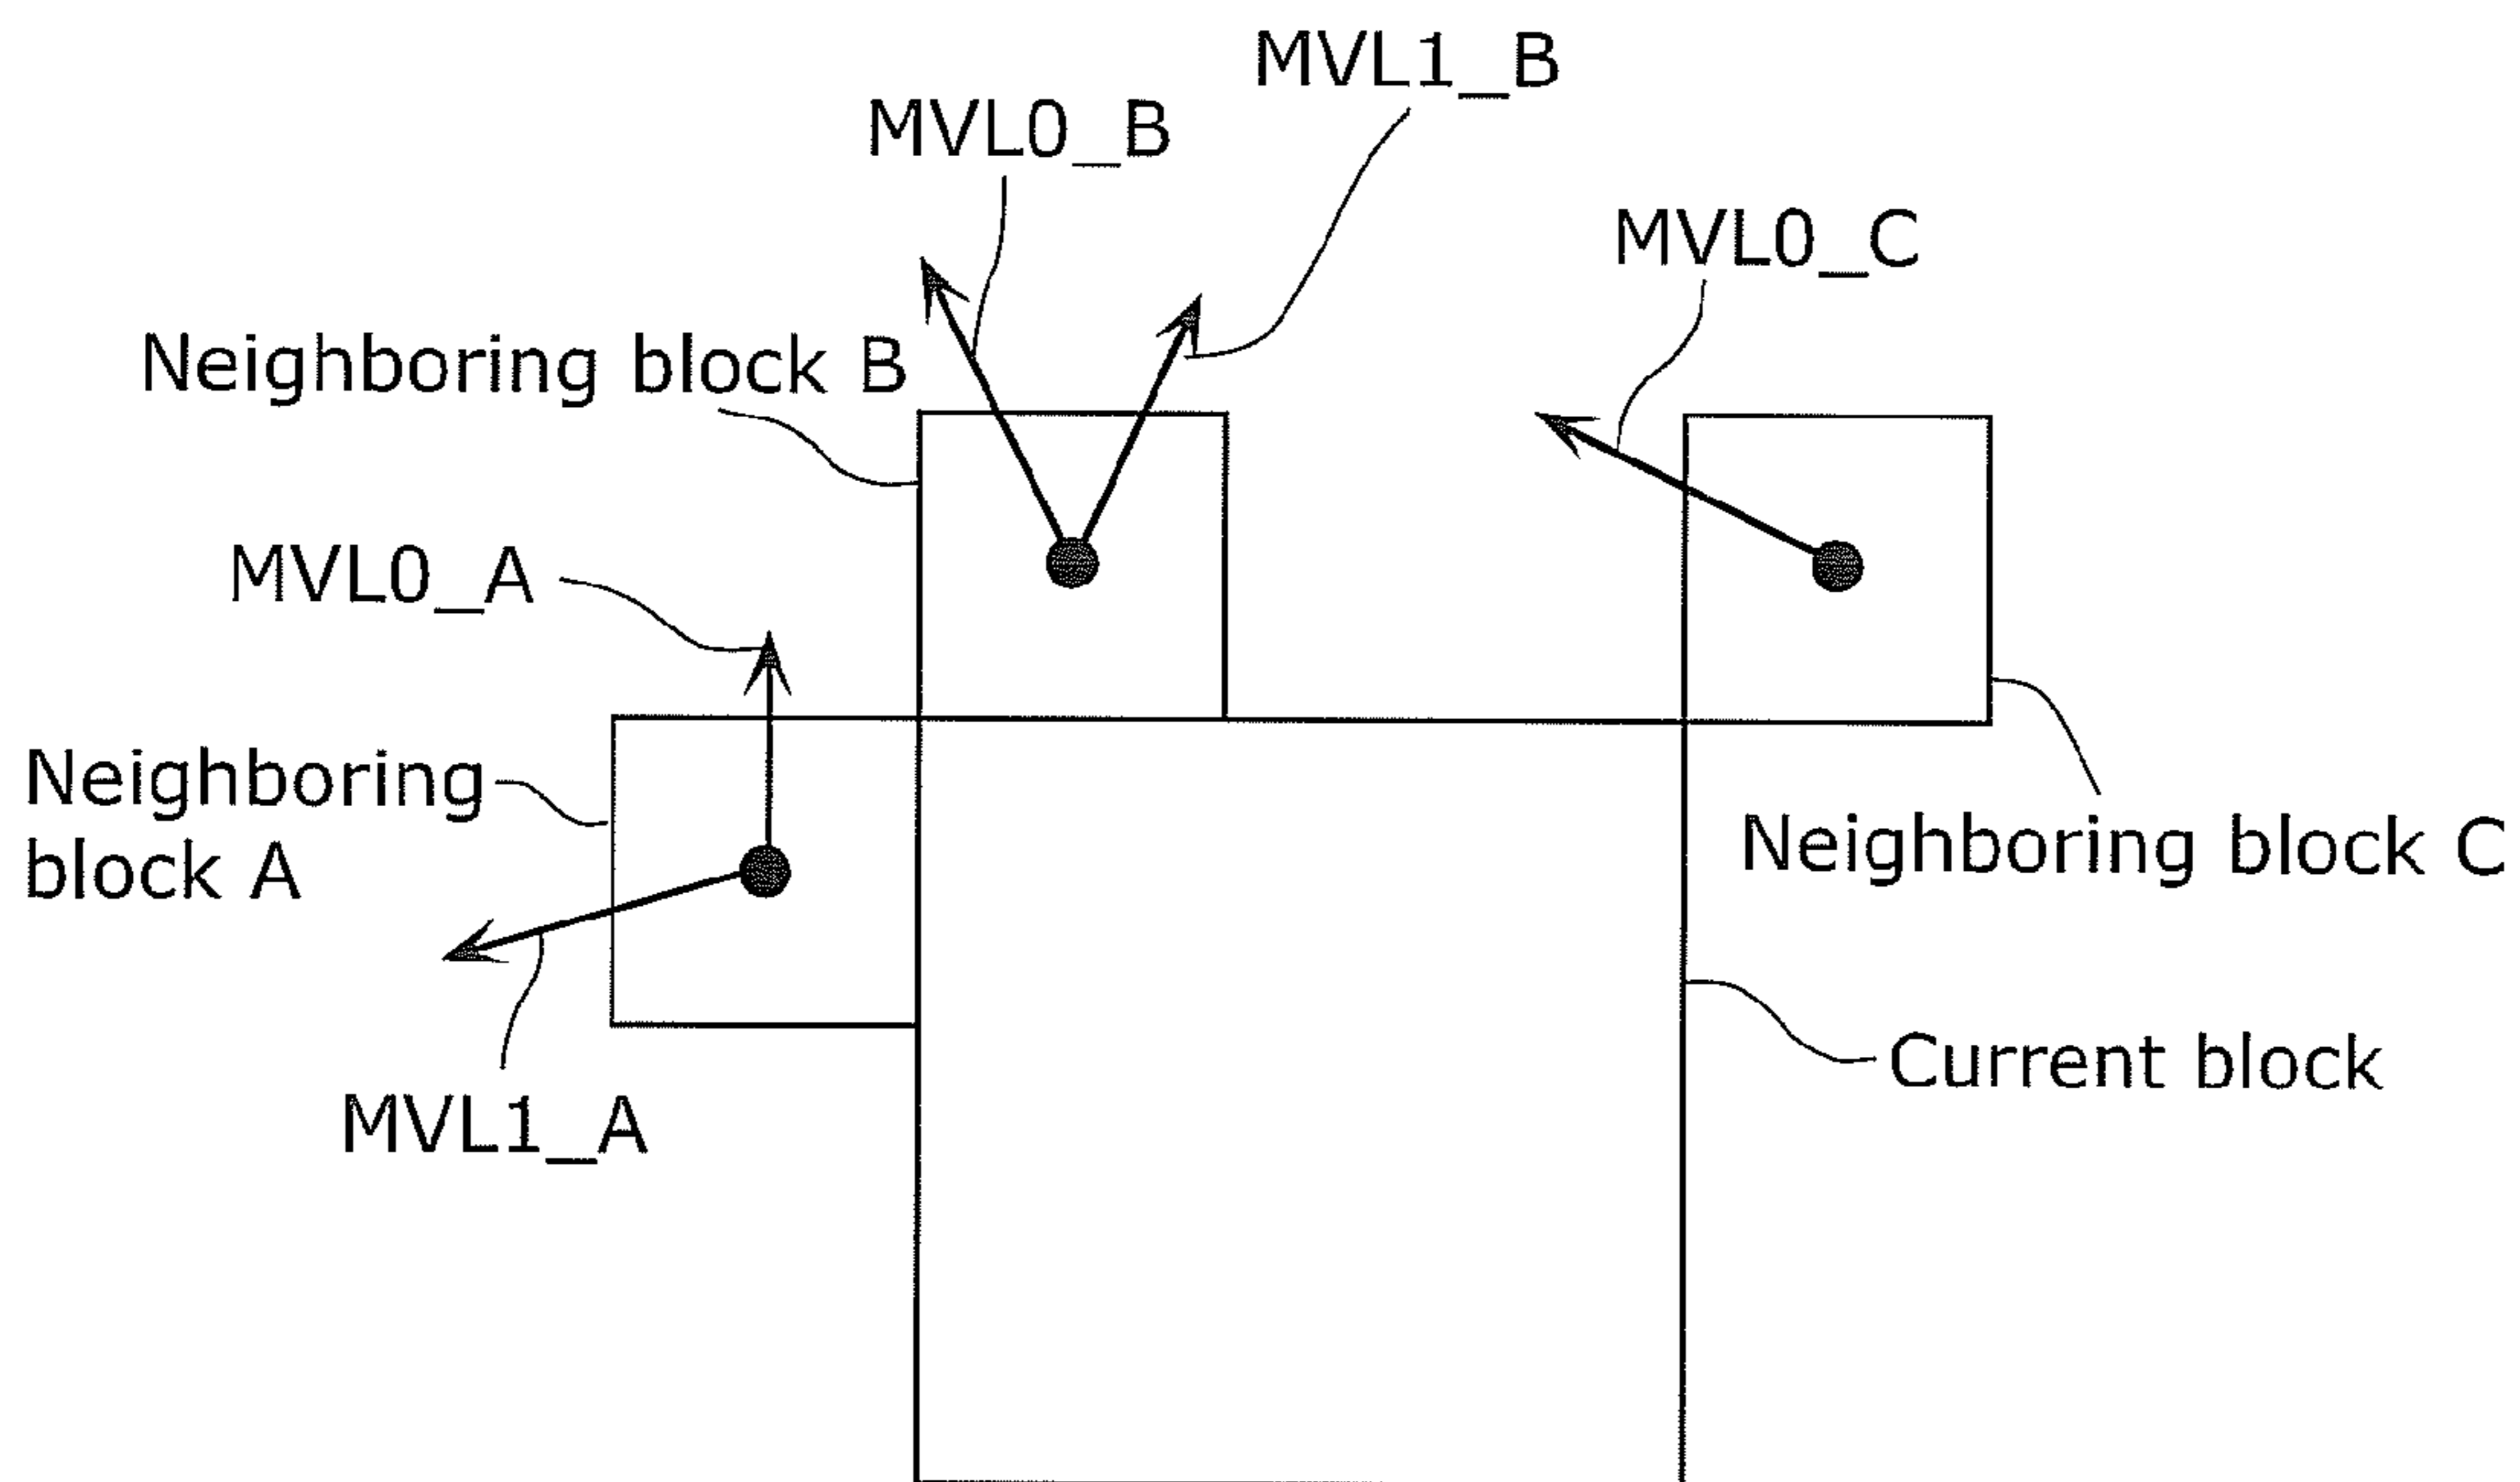 MVL1_B
MVL0_B
MVL0_C
Neighboring block B
MVL0_A
Neighboring
block A
Neighboring block C
Current block
MVL1_A